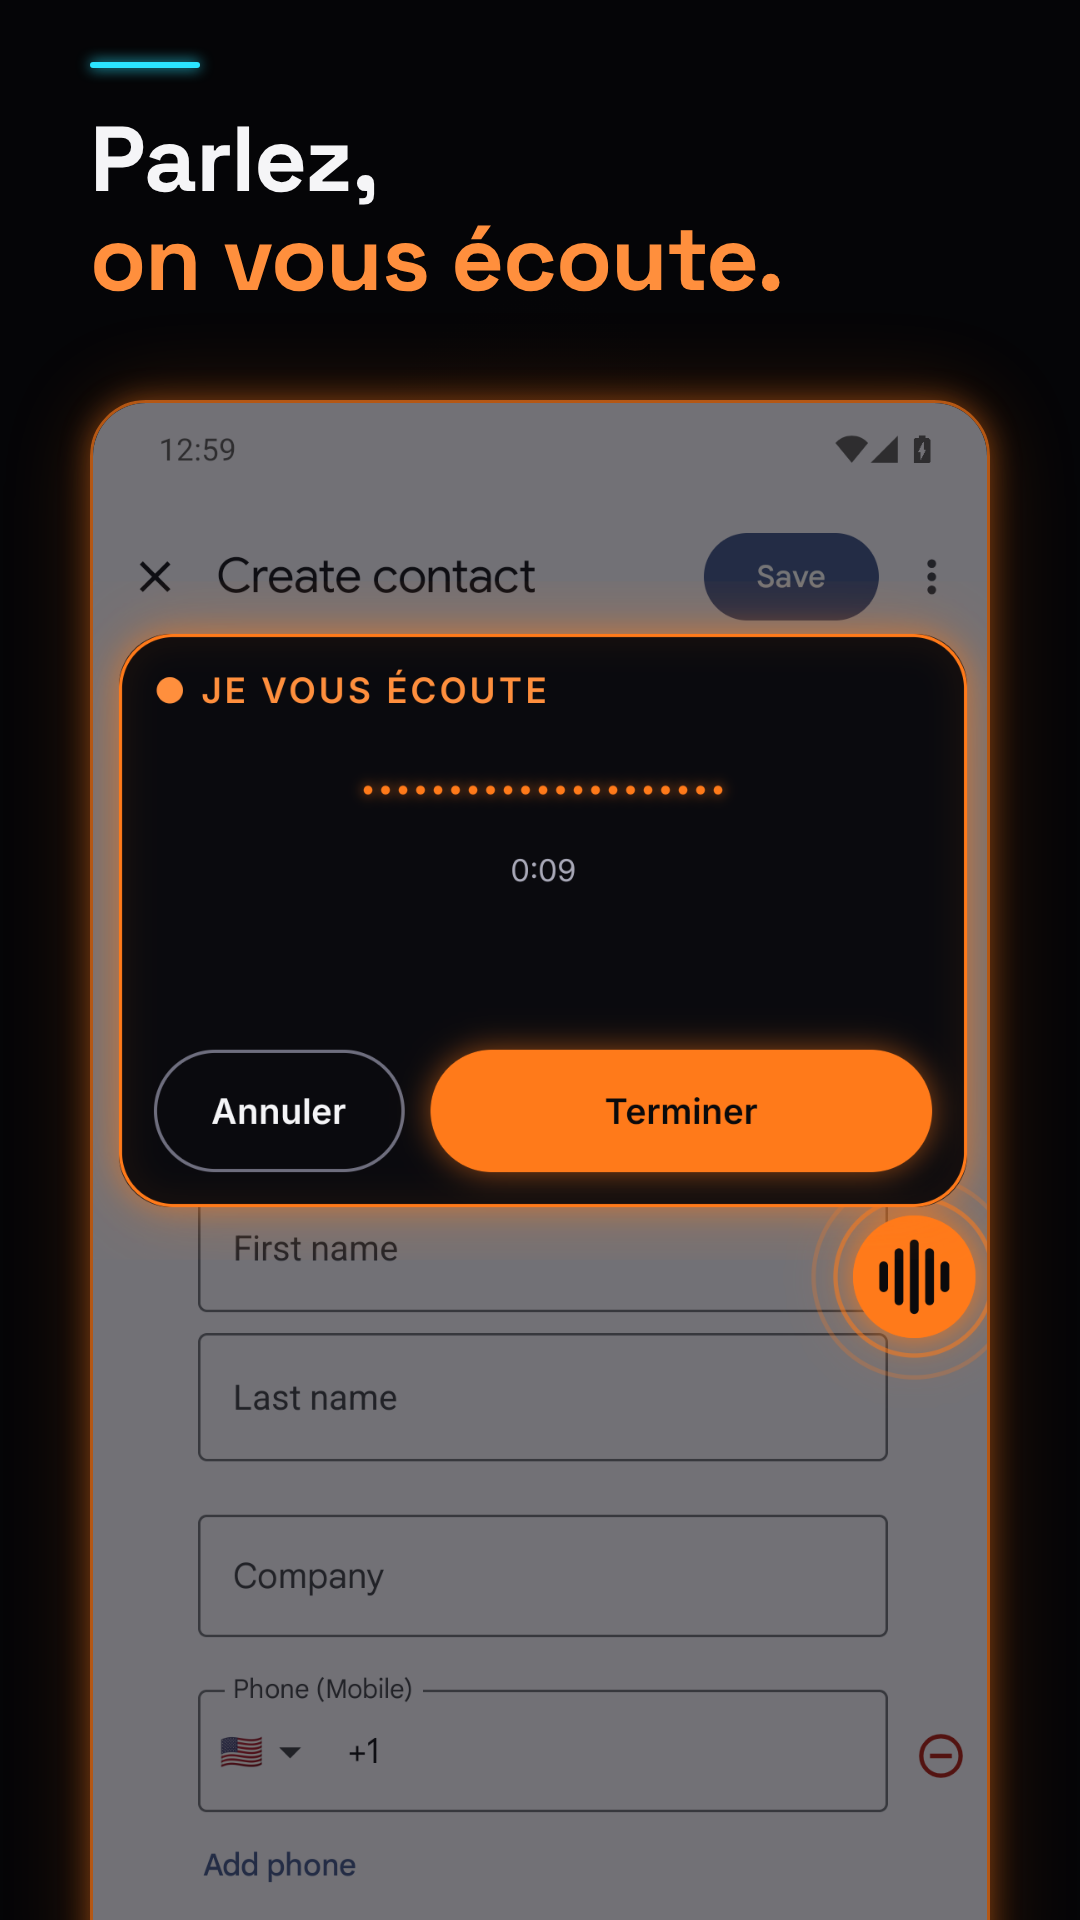 Parlez,
on vous écoute.
12:59
Create contact
Save
JE VOUS ÉCOUTE
0:09
Annuler
Terminer
First name
Last name
Company
Phone (Mobile)
+1
Add phone